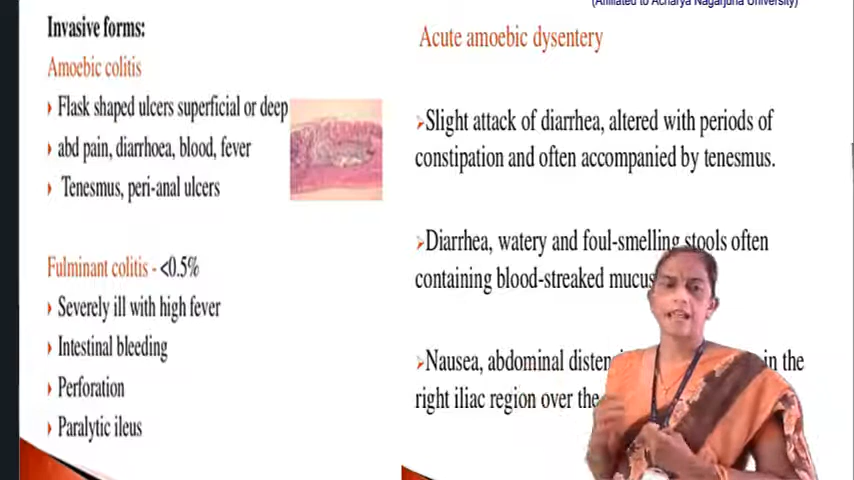 (Affiliated to Acharya Nagarjuna University)
Invasive forms:
Amoebic colitis
Flask shaped ulcers superficial or deep
abd pain, diarrhoea, blood, fever
Tenesmus, peri-anal ulcers
Fulminant colitis - <0.5%
Severely ill with high fever
Intestinal bleeding
Perforation
Paralytic ileus
Acute amoebic dysentery
Slight attack of diarrhea, altered with periods of
constipation and often accompanied by tenesmus.
Diarrhea, watery and foul-smelling stools often
containing blood-streaked mucus
Nausea, abdominal in the
right iliac region over the